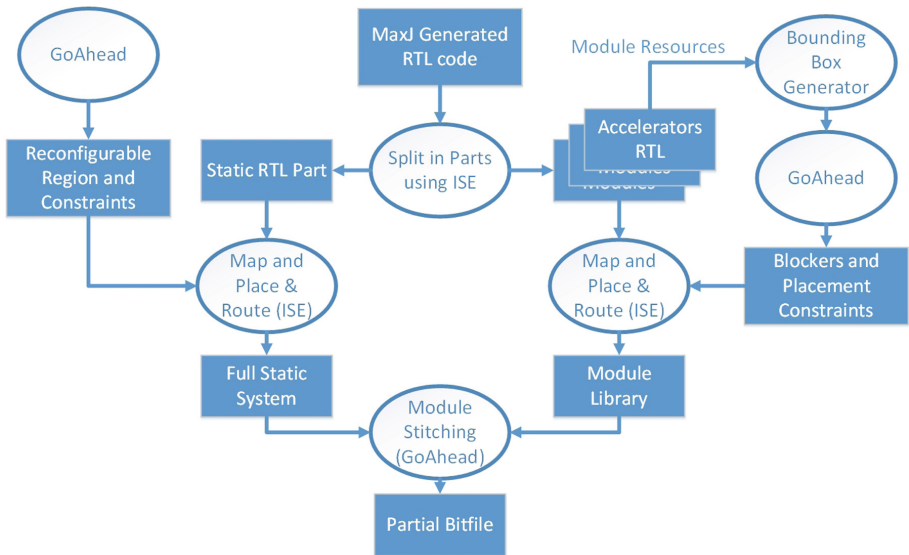 MaxJ Generated
RTL code
GoAhead
Module Resources
Bounding
Box
Generator
Accelerators
RTL
Modules
Modules
Reconfigurable
Region and
Constraints
Static RTL Part
Split in Parts
using ISE
GoAhead
Map and
Place &
Route (ISE)
Map and
Place &
Route (ISE)
Blockers and
Placement
Constraints
Full Static
System
Module
Library
Module
Stitching
(GoAhead)
Partial Bitfile